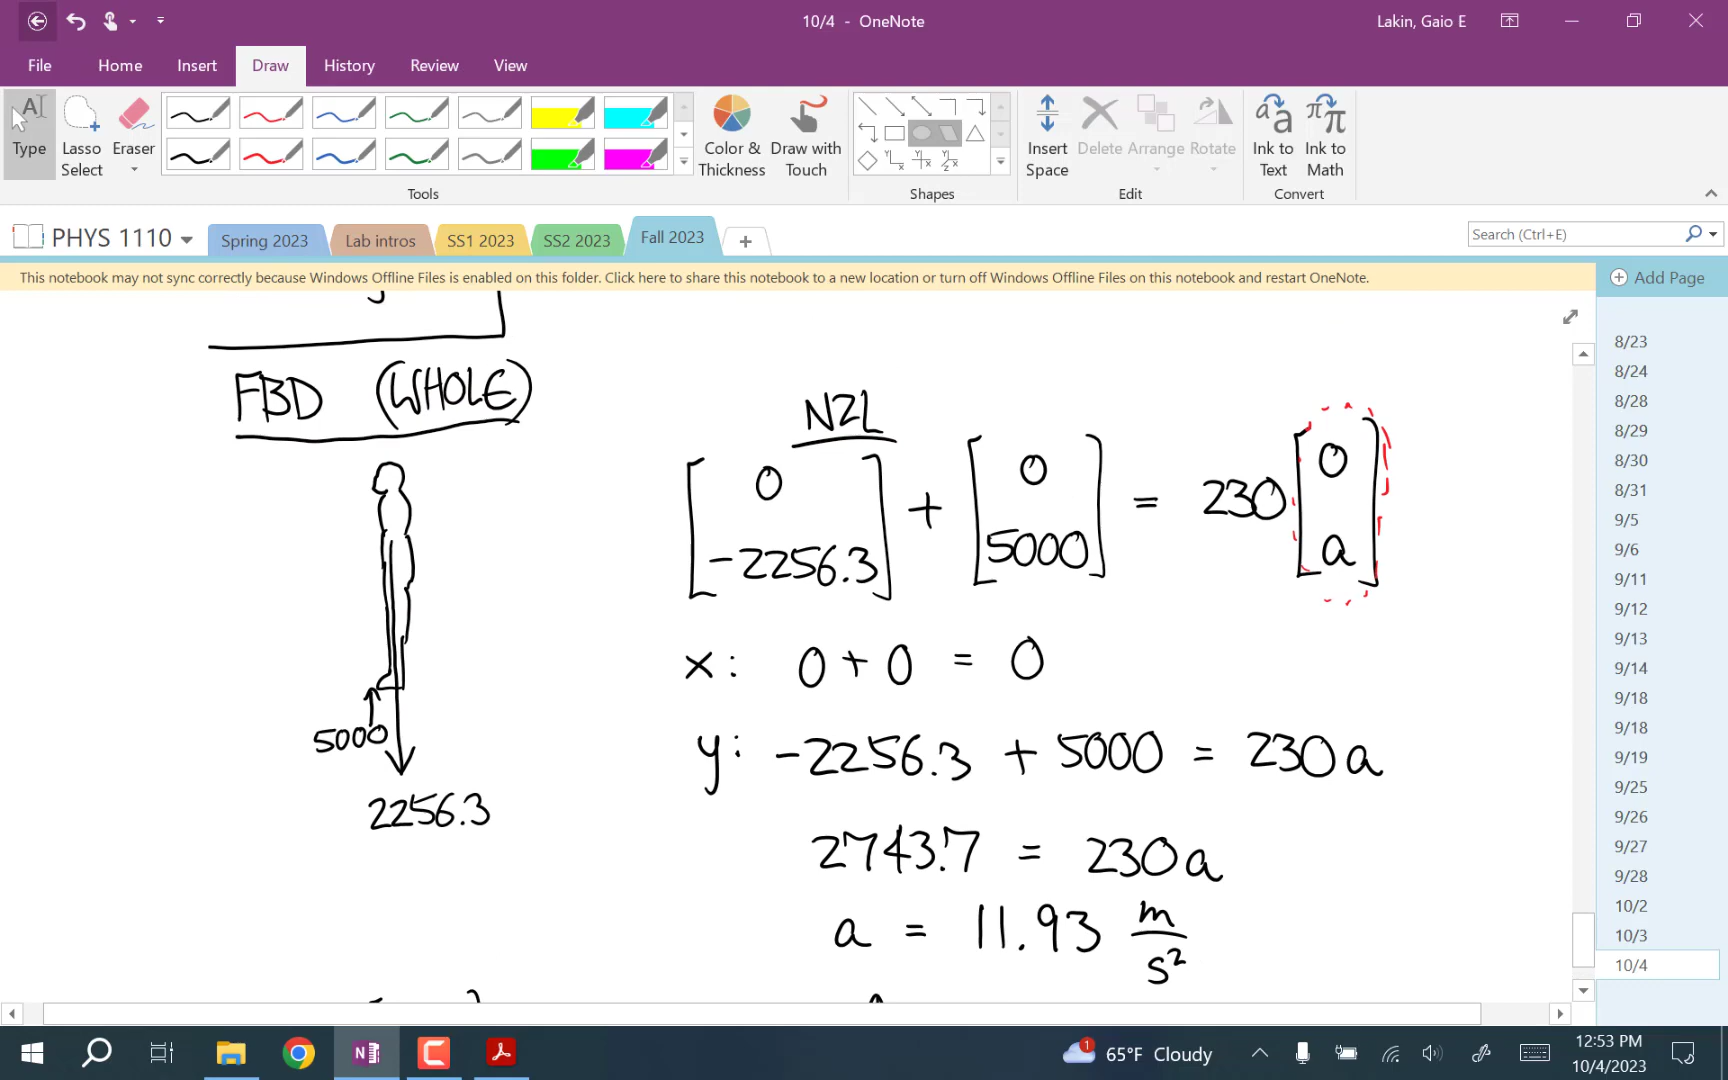 10/4 - OneNote
Lakin, Gaio E
File Home Insert Draw History Review View
Type
Lasso Select
Eraser
Color & Thickness
Draw with Touch
Insert Space
Delete
Arrange
Rotate
Ink to Text
Ink to Math
Tools
Shapes
Edit
Convert
PHYS 1110
Spring 2023
Lab intros
SS1 2023
SS2 2023
Fall 2023
Search (Ctrl+E)
This notebook may not sync correctly because Windows Offline Files is enabled on this folder. Click here to share this notebook to a new location or turn off Windows Offline Files on this notebook and restart OneNote.
Add Page
8/23
8/24
8/28
8/29
8/30
8/31
9/5
9/6
9/11
9/12
9/13
9/14
9/18
9/18
9/19
9/25
9/26
9/27
9/28
10/2
10/3
10/4
FBD (WHOLE)
5000
2256.3
N2L
[0 -2256.3] + [0 5000] = 230 [0 a]
x: 0 + 0 = 0
y: -2256.3 + 5000 = 230a
2743.7 = 230a
a = 11.93 m/s²
1
65°F Cloudy
12:53 PM
10/4/2023